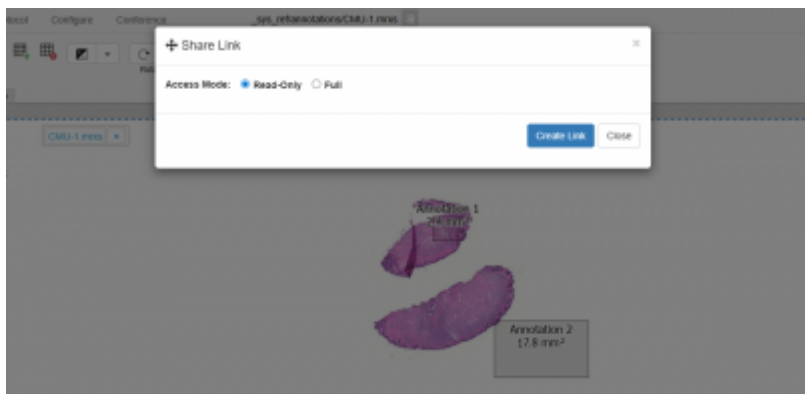 Configure Conference _sys_ref/annotations/CMU-1.mrxs
Share Link ×
Access Mode: Read-Only Full
CMU-1.mrxs
Create Link Close
Annotation 1
Annotation 2
17.8 mm²